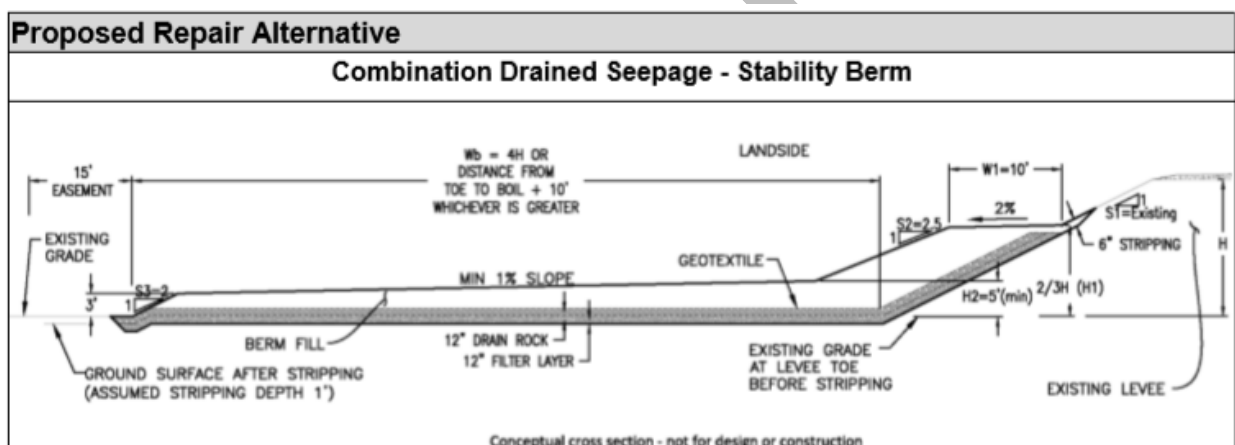 Proposed Repair Alternative
Combination Drained Seepage - Stability Berm
15'
EASEMENT
Wb = 4H OR
DISTANCE FROM
TOE TO BOIL + 10'
WHICHEVER IS GREATER
LANDSIDE
W1=10'
2%
S2=2.5
1
S1=Existing
1
6" STRIPPING
H
EXISTING
GRADE
GEOTEXTILE
MIN 1% SLOPE
S3=2
1
3'
H2=5'(min)
2/3H (H1)
BERM FILL
12" DRAIN ROCK
12" FILTER LAYER
EXISTING GRADE
AT LEVEE TOE
BEFORE STRIPPING
GROUND SURFACE AFTER STRIPPING
(ASSUMED STRIPPING DEPTH 1')
EXISTING LEVEE
Conceptual cross section - not for design or construction